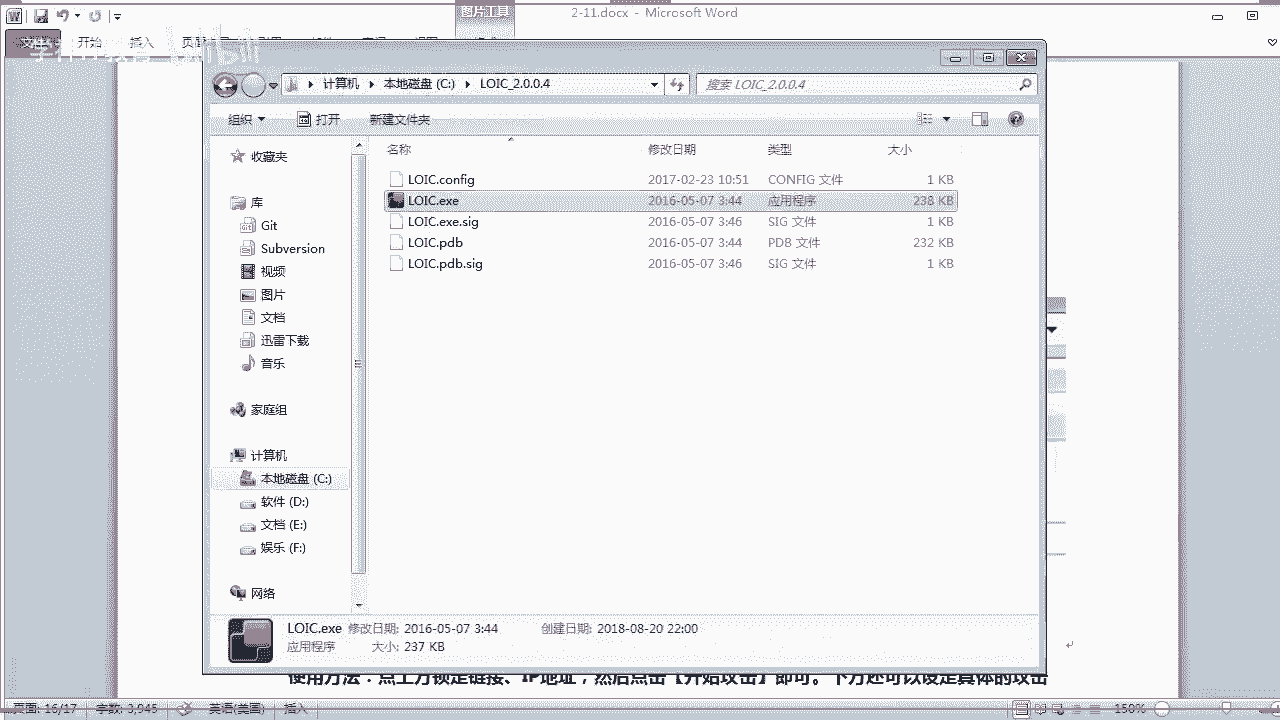 2-11.docx - Microsoft Word
图片工具
开始
插入
计算机 本地磁盘 (C:) LOIC_2.0.0.4
搜索 LOIC_2.0.0.4
组织 打开 新建文件夹
名称 修改日期 类型 大小
收藏夹
库
Git
Subversion
视频
图片
文档
迅雷下载
音乐
家庭组
计算机
本地磁盘 (C:)
软件 (D:)
文档 (E:)
娱乐 (F:)
网络
LOIC.config 2017-02-23 10:51 CONFIG 文件 1 KB
LOIC.exe 2016-05-07 3:44 应用程序 238 KB
LOIC.exe.sig 2016-05-07 3:46 SIG 文件 1 KB
LOIC.pdb 2016-05-07 3:44 PDB 文件 232 KB
LOIC.pdb.sig 2016-05-07 3:46 SIG 文件 1 KB
LOIC.exe 修改日期: 2016-05-07 3:44 创建日期: 2018-08-20 22:00
应用程序 大小: 237 KB
使用方法：点上方锁定链接、IP地址，然后点击【开始攻击】即可。下方还可以设定具体的攻击
页面: 16/17 字数: 3,945 英语(美国) 插入 150%